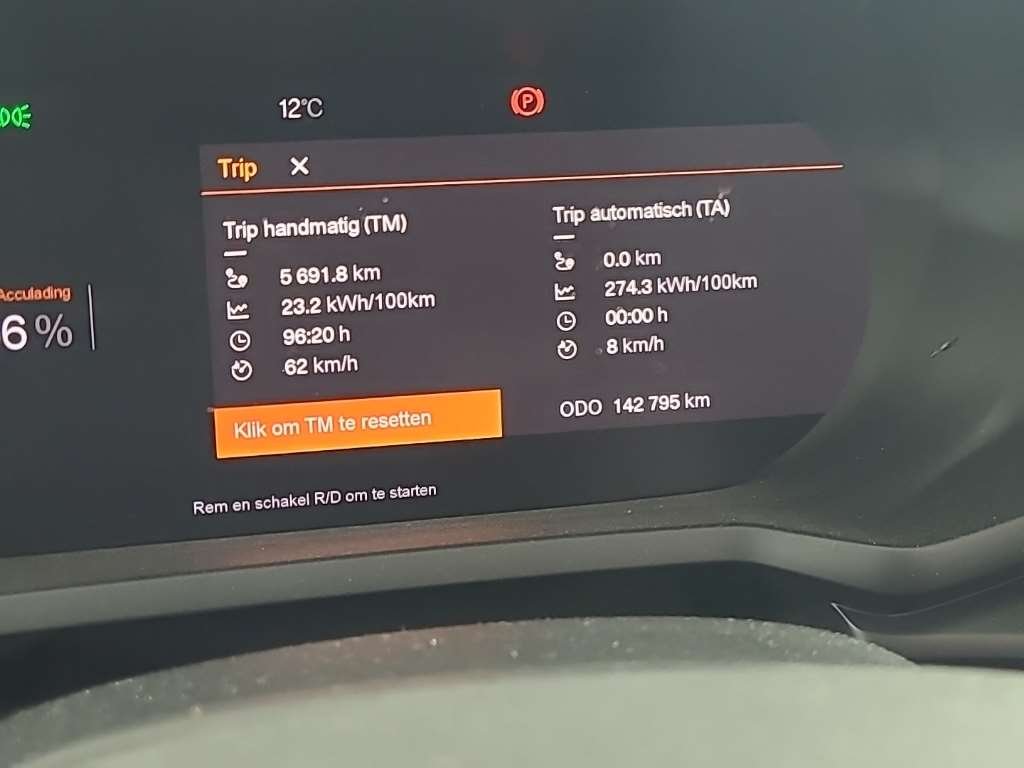 12°C
Trip
Trip handmatig (TM)
5 691.8 km
23.2 kWh/100km
96:20 h
62 km/h
Klik om TM te resetten
Trip automatisch (TA)
0.0 km
274.3 kWh/100km
00:00 h
8 km/h
ODO 142 795 km
Acculading
6 %
Rem en schakel R/D om te starten